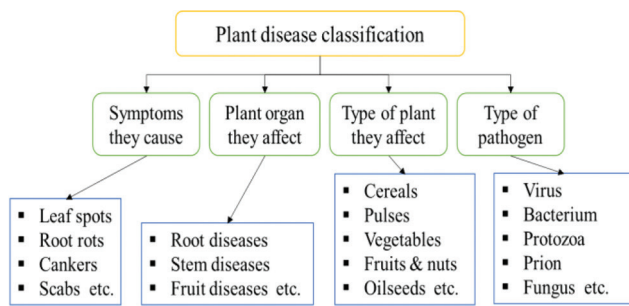 Plant disease classification
Symptoms
they cause
Plant organ
they affect
Type of plant
they affect
Type of
pathogen
▪ Leaf spots
▪ Root rots
▪ Cankers
▪ Scabs etc.
▪ Root diseases
▪ Stem diseases
▪ Fruit diseases etc.
▪ Cereals
▪ Pulses
▪ Vegetables
▪ Fruits & nuts
▪ Oilseeds etc.
▪ Virus
▪ Bacterium
▪ Protozoa
▪ Prion
▪ Fungus etc.